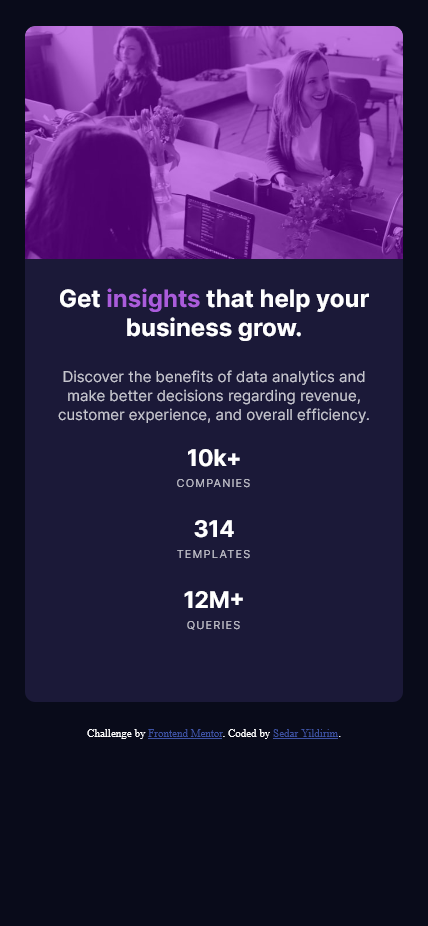 Get insights that help your
business grow.
Discover the benefits of data analytics and
make better decisions regarding revenue,
customer experience, and overall efficiency.
10k+
COMPANIES
314
TEMPLATES
12M+
QUERIES
Challenge by Frontend Mentor. Coded by Sedar Yildirim.